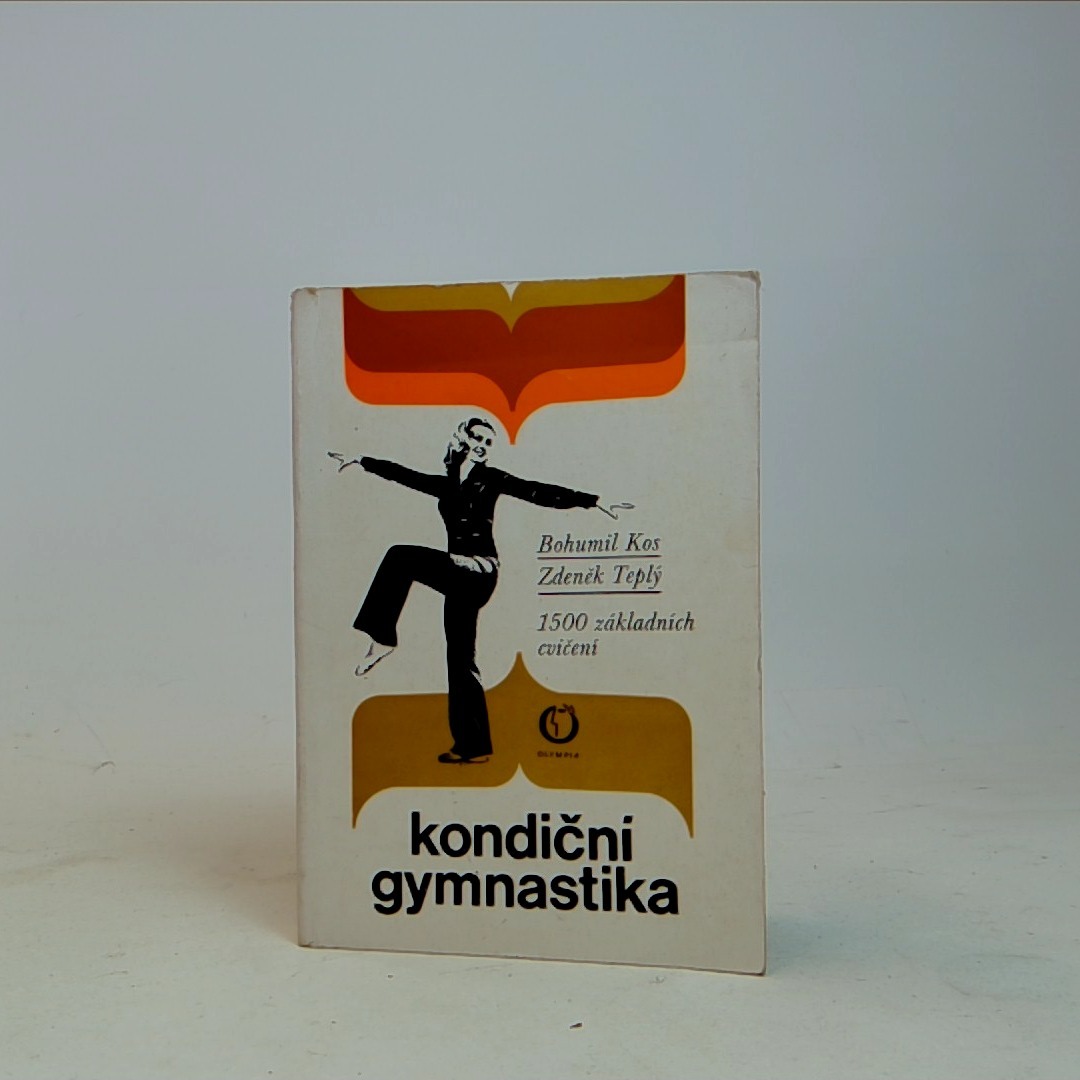 Bohumil Kos
Zdeněk Teplý
1500 základních
cvičení
OLYMPIA
kondiční
gymnastika